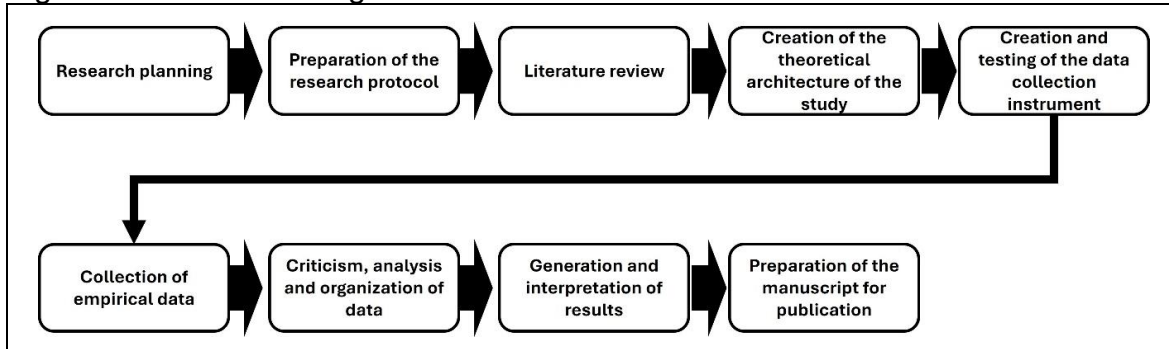 Research planning
Preparation of the
research protocol
Literature review
Creation of the
theoretical
architecture of the
study
Creation and
testing of the data
collection
instrument
Collection of
empirical data
Criticism, analysis
and organization of
data
Generation and
interpretation of
results
Preparation of the
manuscript for
publication